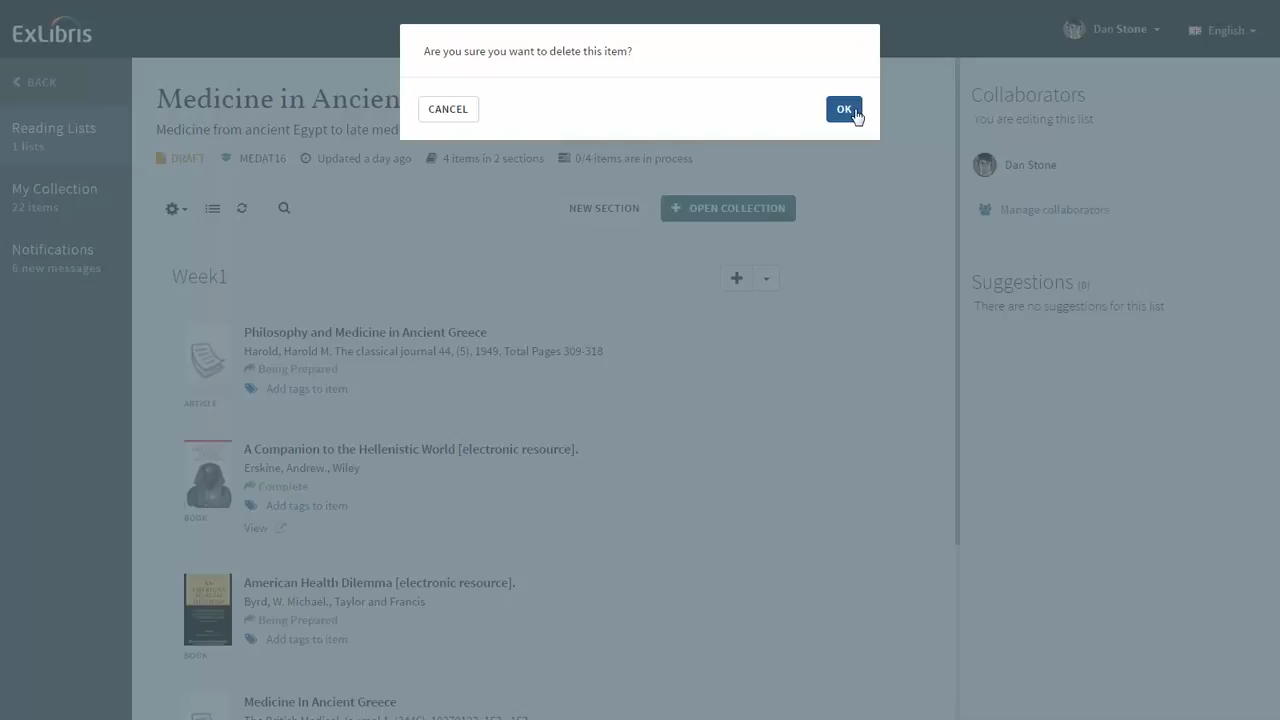 ExLibris
Dan Stone
English
Are you sure you want to delete this item?
CANCEL
OK
BACK
Reading Lists
1 lists
My Collection
22 items
Notifications
6 new messages
Medicine in Ancien
Medicine from ancient Egypt to late med
DRAFT
MEDAT16
Updated a day ago
4 items in 2 sections
0/4 items are in process
NEW SECTION
OPEN COLLECTION
Week1
Philosophy and Medicine in Ancient Greece
Harold, Harold M. The classical journal 44, (5), 1949, Total Pages 309-318
Being Prepared
Add tags to item
ARTICLE
A Companion to the Hellenistic World [electronic resource].
Erskine, Andrew., Wiley
Complete
Add tags to item
BOOK
View
American Health Dilemma [electronic resource].
Byrd, W. Michael., Taylor and Francis
Being Prepared
Add tags to item
BOOK
Medicine In Ancient Greece
Collaborators
You are editing this list
Dan Stone
Manage collaborators
Suggestions (0)
There are no suggestions for this list